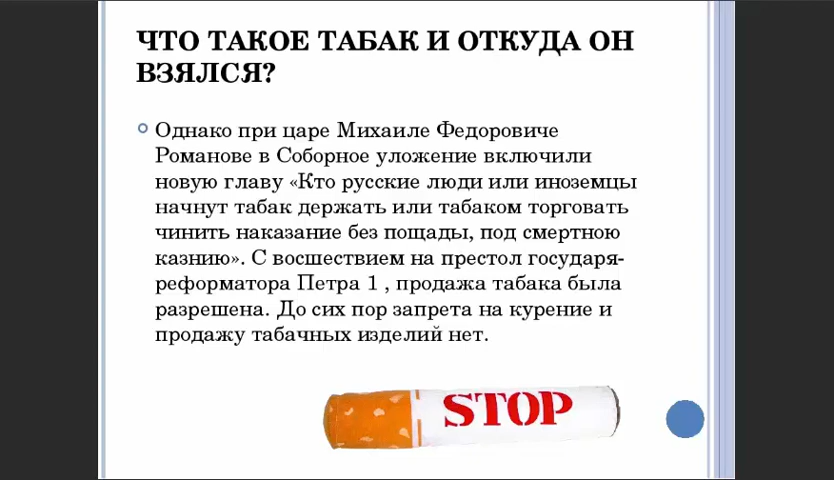 ЧТО ТАКОЕ ТАБАК И ОТКУДА ОН
ВЗЯЛСЯ?
Однако при царе Михаиле Федоровиче
Романове в Соборное уложение включили
новую главу «Кто русские люди или иноземцы
начнут табак держать или табаком торговать
чинить наказание без пощады, под смертною
казнию». С восшествием на престол государя-
реформатора Петра 1 , продажа табака была
разрешена. До сих пор запрета на курение и
продажу табачных изделий нет.
STOP